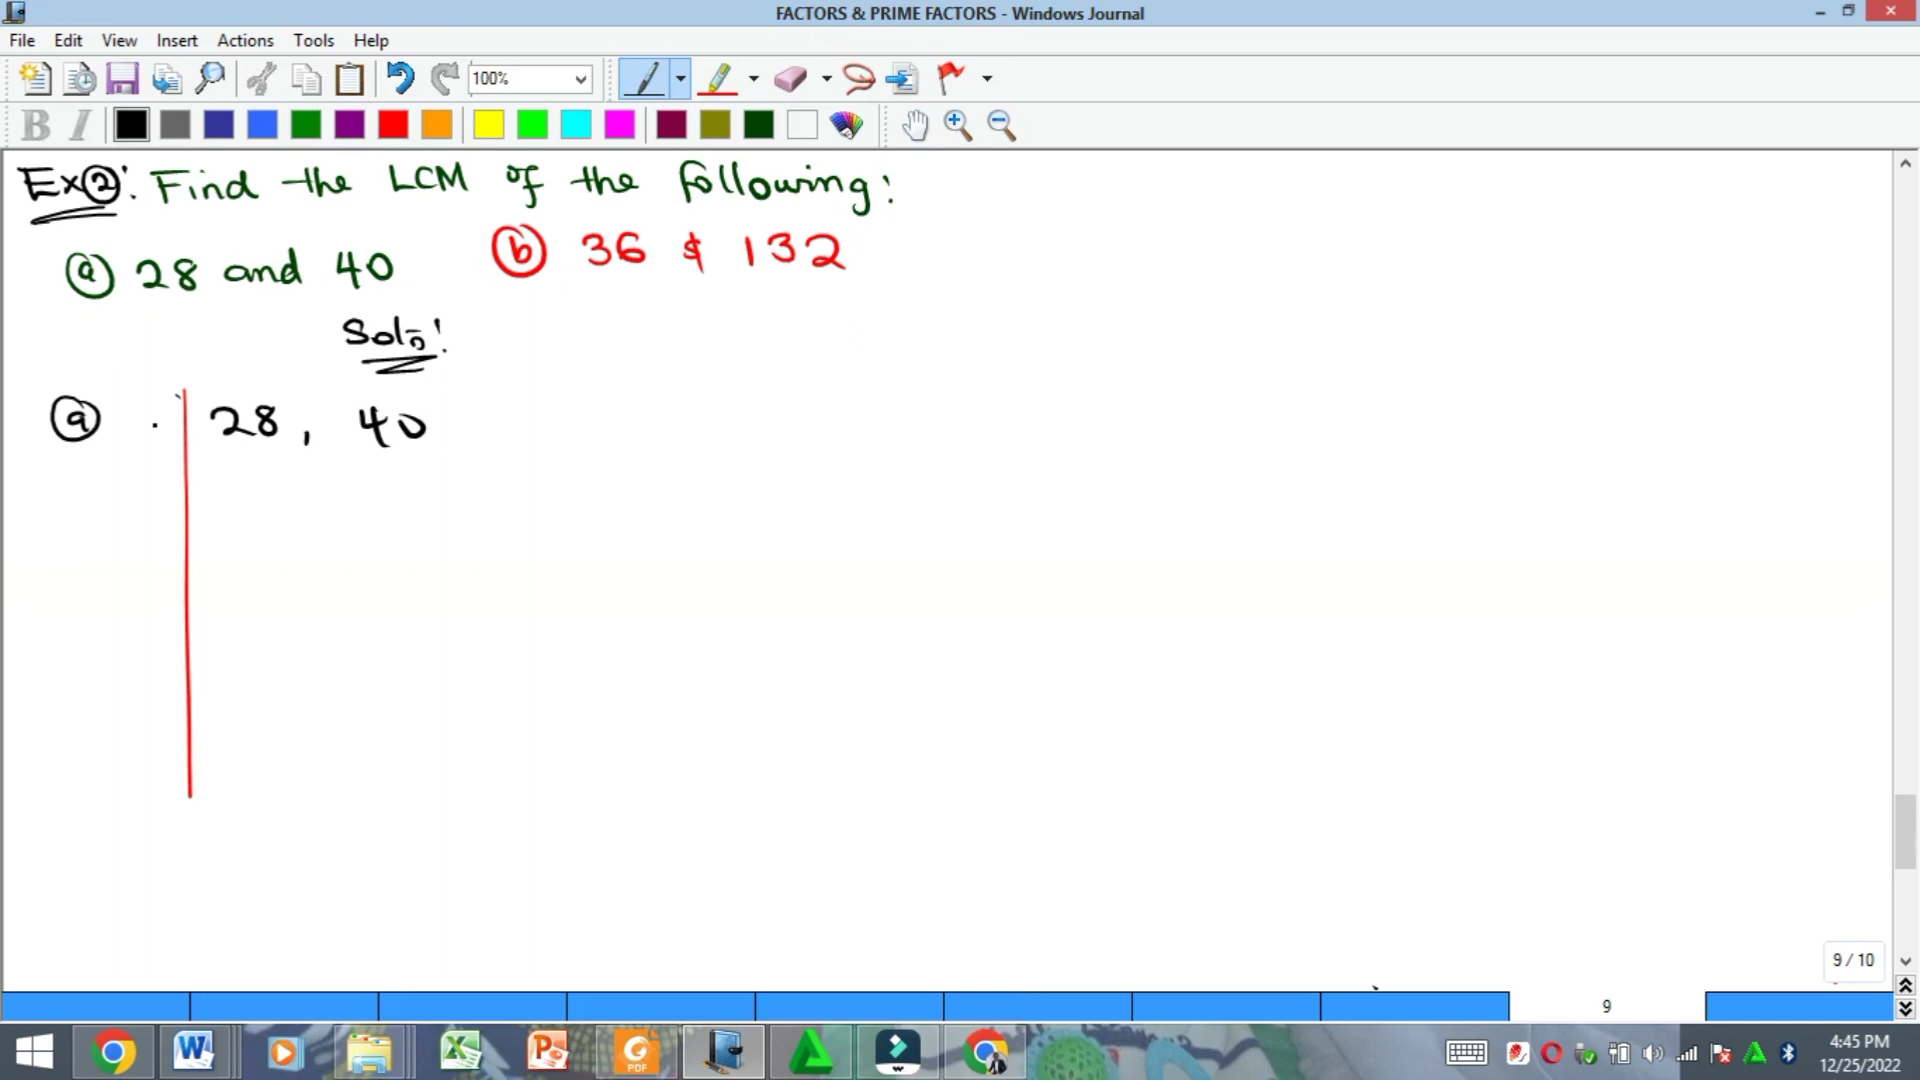 FACTORS & PRIME FACTORS - Windows Journal
File Edit View Insert Actions Tools Help
100%
B I
Ex②: Find the LCM of the following:
ⓐ 28 and 40 ⓑ 36 & 132
Soln:
ⓐ 28, 40
9 / 10
9
W X P PDF
4:45 PM
12/25/2022